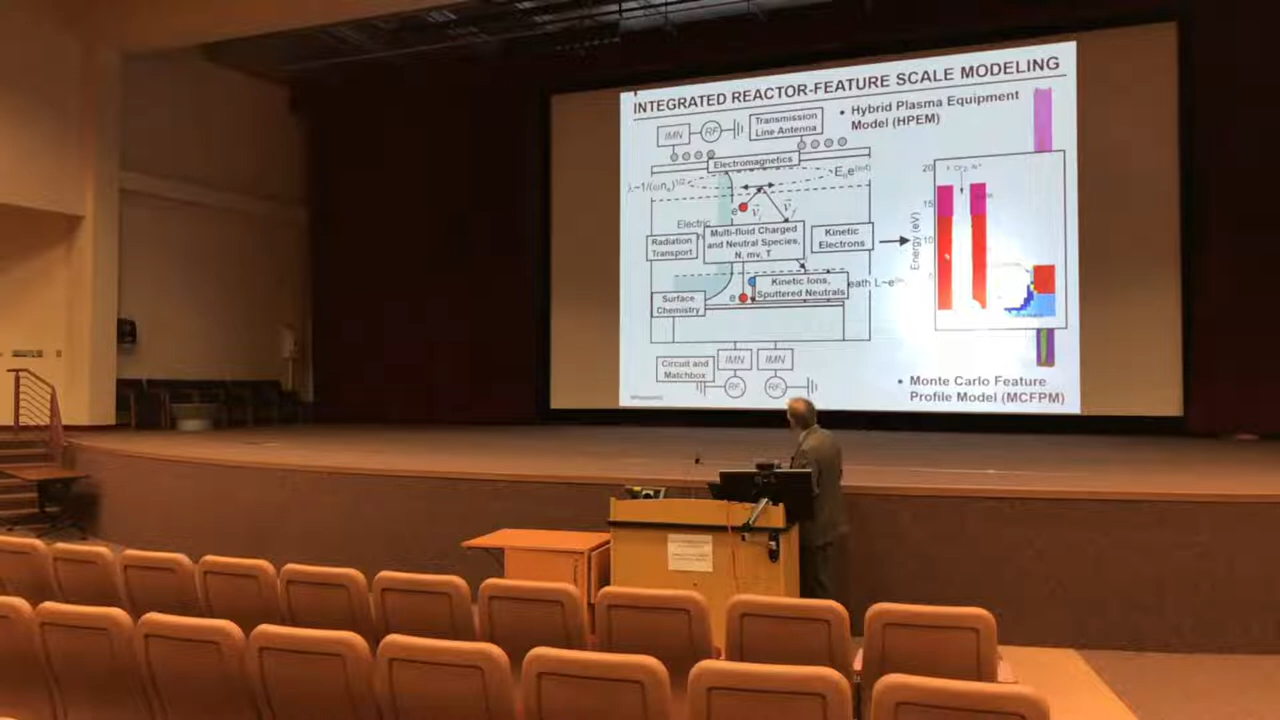 INTEGRATED REACTOR-FEATURE SCALE MODELING
• Hybrid Plasma Equipment
Model (HPEM)
IMN
RF
Transmission
Line Antenna
Electromagnetics
Electric
Radiation
Transport
Multi-fluid Charged
and Neutral Species,
N, mv, T
Kinetic
Electrons
Kinetic Ions,
Sputtered Neutrals
eath L~
Surface
Chemistry
e
e
Circuit and
Matchbox
IMN
IMN
RF
RF
Energy (eV)
20
15
10
5
• Monte Carlo Feature
Profile Model (MCFPM)